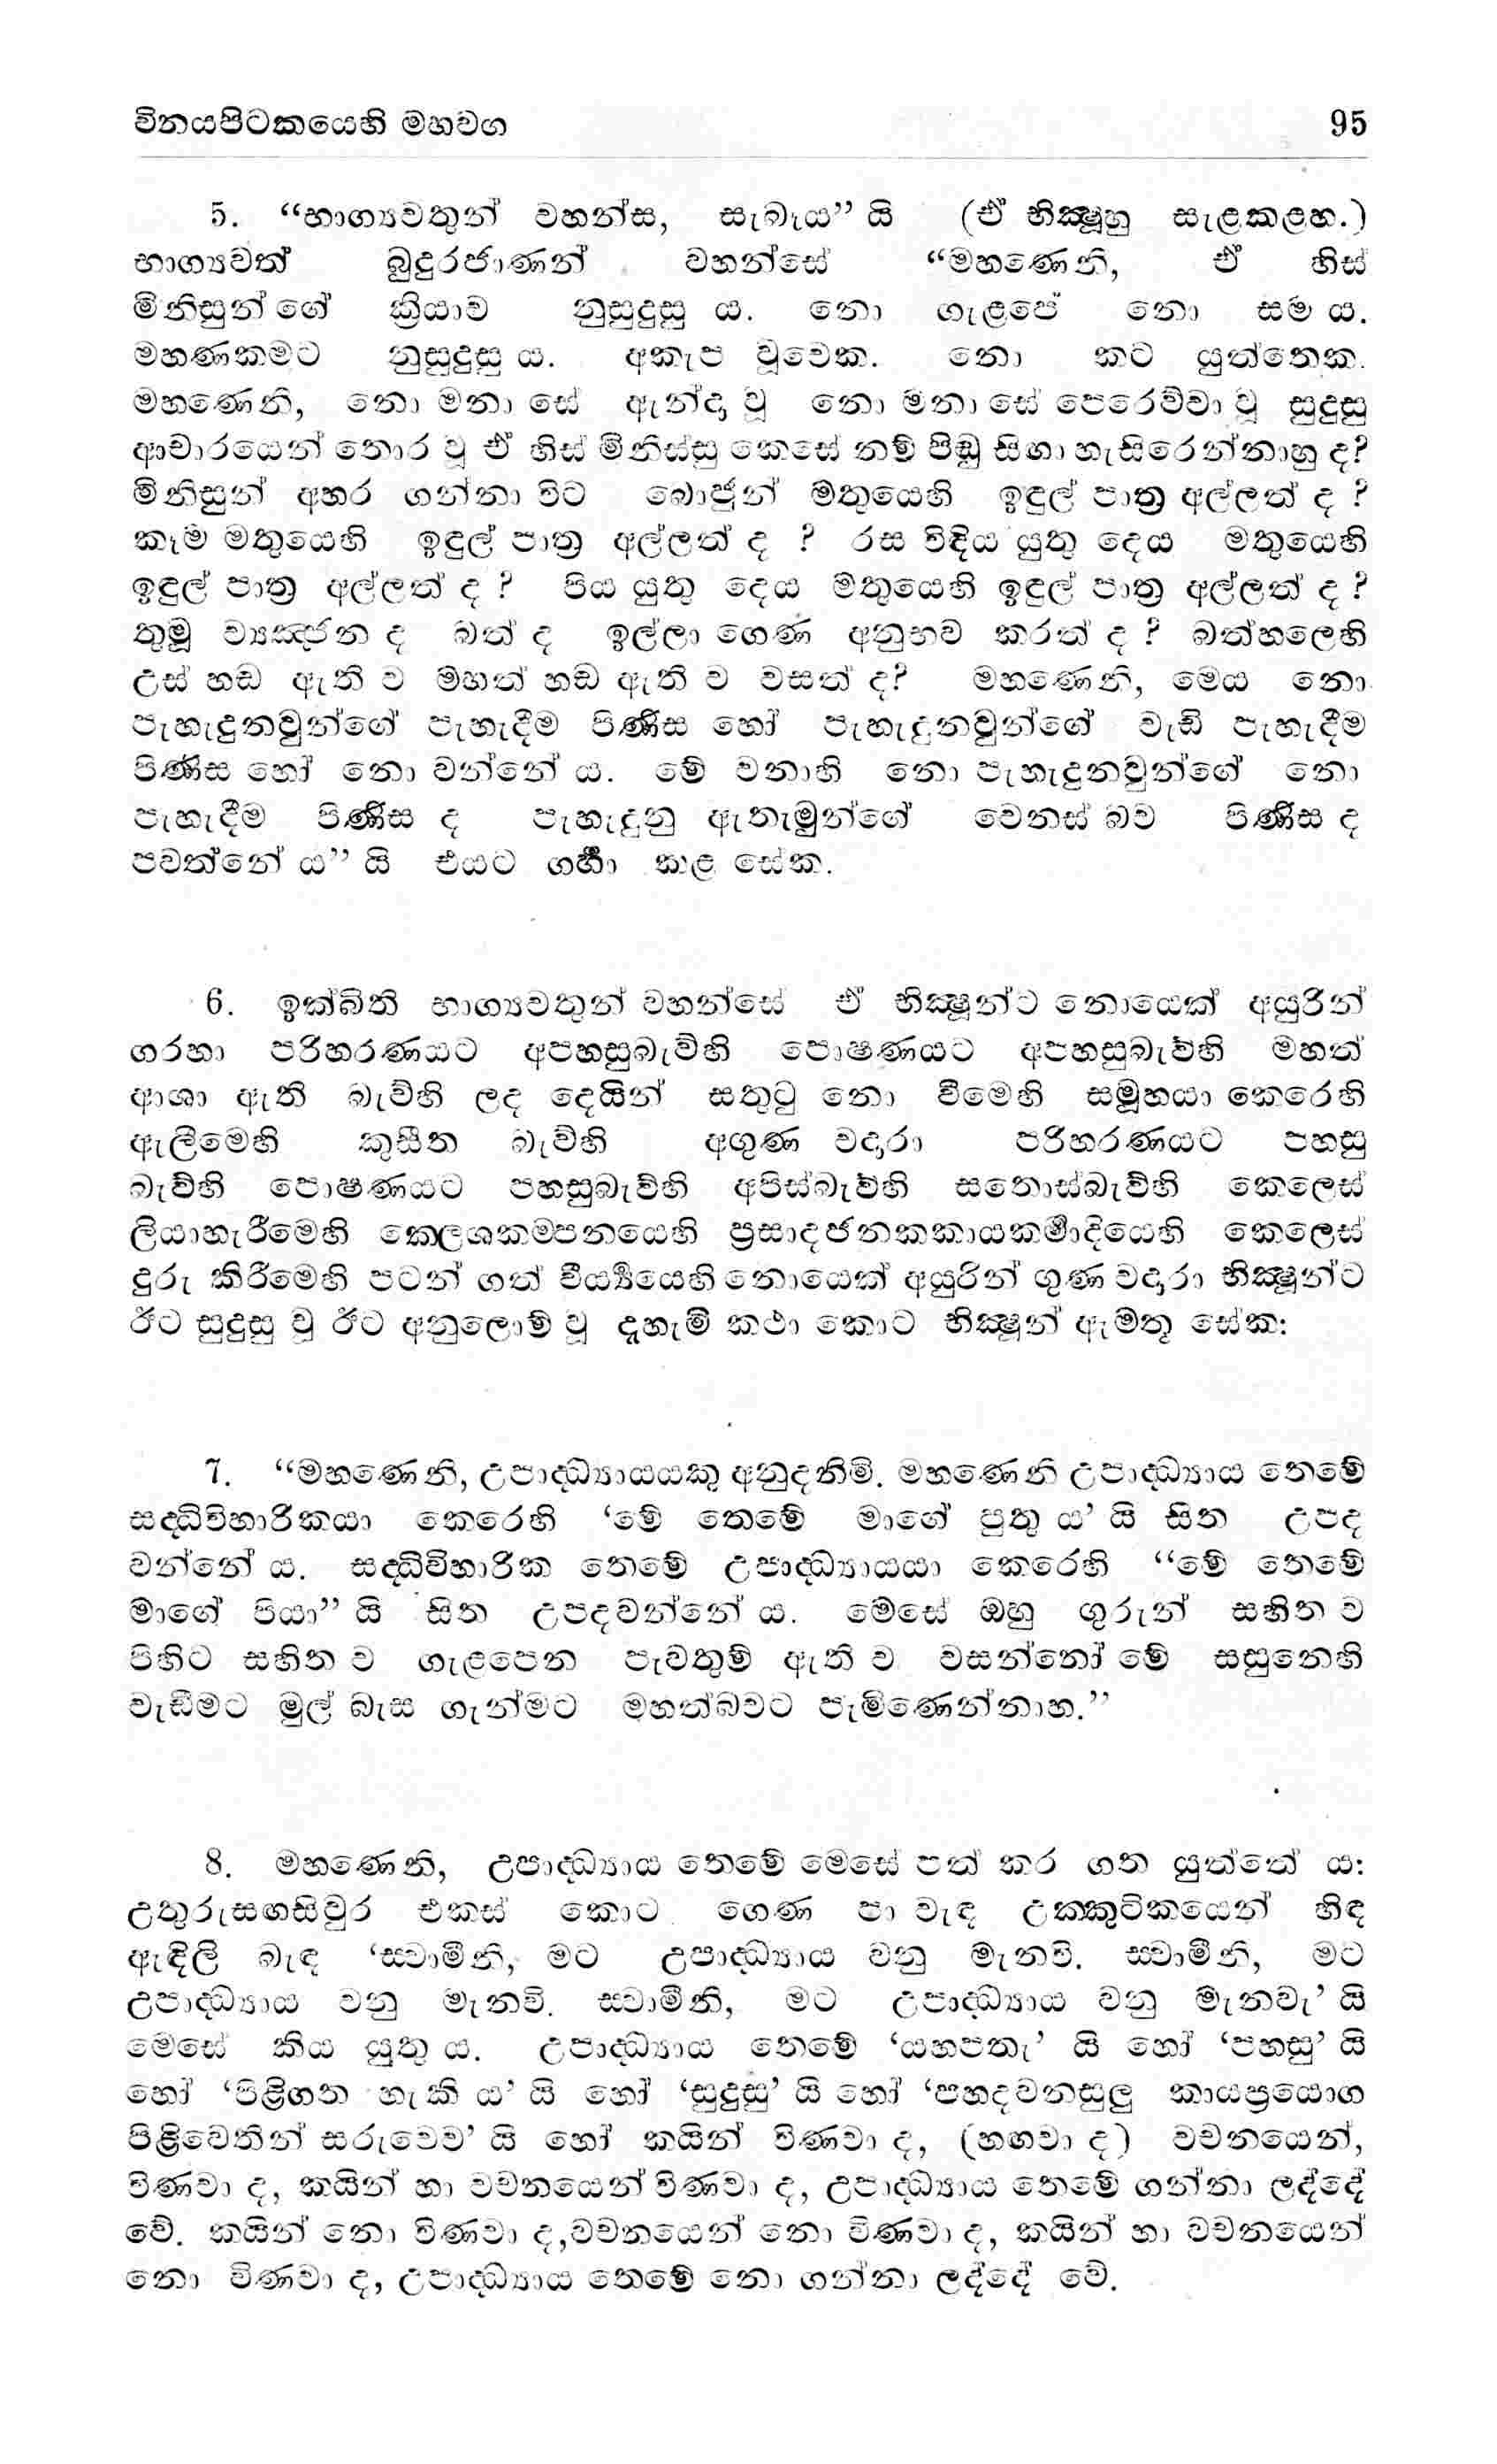 විනයපිටකයෙහි මහවග 95
5. “භාග්‍යවතුන් වහන්ස, සැබෑය” යි (ඒ භික්‍ෂූහු සැළකළහ.)
භාග්‍යවත් බුදුරජාණන් වහන්සේ “මහණෙනි, ඒ හිස්
මිනිසුන් ගේ ක්‍රියාව නුසුදුසු ය. නො ගැළපේ නො සම ය.
මහණකමට නුසුදුසු ය. අකැප වූවෙක. නො කට යුත්තෙක.
මහණෙනි, නො මනා සේ ඇන්දා වූ නො මනා සේ පෙරෙව්වා වූ සුදුසු
ආචාරයෙන් තොර වූ ඒ හිස් මිනිස්සු කෙසේ නම් පිඬු සිඟා හැසිරෙන්නාහු ද?
මිනිසුන් අහර ගන්නා විට බොජුන් මතුයෙහි ඉඳුල් පාත්‍ර අල්ලත් ද ?
කෑම මතුයෙහි ඉඳුල් පාත්‍ර අල්ලත් ද ? රස විඳිය යුතු දෙය මතුයෙහි
ඉඳුල් පාත්‍ර අල්ලත් ද ? පිය යුතු දෙය මතුයෙහි ඉඳුල් පාත්‍ර අල්ලත් ද ?
තුමූ ව්‍යඤ්ජන ද බත් ද ඉල්ලා ගෙණ අනුභව කරත් ද ? බත්හලෙහි
උස් හඬ ඇති ව මහත් හඬ ඇති ව වසත් ද? මහණෙනි, මෙය නො
පැහැදුනවුන්ගේ පැහැදීම පිණිස හෝ පැහැදුනවුන්ගේ වැඩි පැහැදීම
පිණිස හෝ නො වන්නේ ය. මේ වනාහි නො පැහැදුනවුන්ගේ නො
පැහැදීම පිණිස ද පැහැදුනු ඇතැමුන්ගේ වෙනස් බව පිණිස ද
පවත්නේ ය” යි එයට ගර්‍හා කළ සේක.
6. ඉක්බිති භාග්‍යවතුන් වහන්සේ ඒ භික්‍ෂූන්ට නොයෙක් අයුරින්
ගරහා පරිහරණයට අපහසුබැව්හි පොෂණයට අපහසුබැව්හි මහත්
ආශා ඇති බැව්හි ලද දෙයින් සතුටු නො වීමෙහි සමූහයා කෙරෙහි
ඇලීමෙහි කුසීත බැව්හි අගුණ වදාරා පරිහරණයට පහසු
බැව්හි පොෂණයට පහසුබැව්හි අපිස්බැව්හි සතොස්බැව්හි කෙලෙස්
ලියාහැරීමෙහි කෙලශකම්පනයෙහි ප්‍රසාදජනකකායකර්‍මාදියෙහි කෙලෙස්
දුරු කිරීමෙහි පටන් ගත් වීර්‍ය්‍යයෙහි නොයෙක් අයුරින් ගුණ වදාරා භික්‍ෂූන්ට
ඊට සුදුසු වූ ඊට අනුලොම් වූ දැහැමි කථා කොට භික්‍ෂූන් ඇමතූ සේක:
7. “මහණෙනි, උපාද්ධ්‍යායයකු අනුදනිමි. මහණෙනි උපාද්ධ්‍යාය තෙමේ
සද්ධිවිහාරිකයා කෙරෙහි ‘මේ තෙමේ මාගේ පුතු ය’ යි සිත උපද
වන්නේ ය. සද්ධිවිහාරික තෙමේ උපාද්ධ්‍යායයා කෙරෙහි “මේ තෙමේ
මාගේ පියා” යි සිත උපදවන්නේ ය. මෙසේ ඔහු ගුරුන් සහිත ව
පිහිට සහිත ව ගැළපෙන පැවතුම් ඇති ව වසන්නෝ මේ සසුනෙහි
වැඩීමට මුල් බැස ගැන්මට මහත්බවට පැමිණෙන්නාහ.”
8. මහණෙනි, උපාද්ධ්‍යාය තෙමේ මෙසේ පත් කර ගත යුත්තේ ය:
උතුරුසඟසිවුර එකස් කොට ගෙණ පා වැඳ උක්කුටිකයෙන් හිඳ
ඇඳිලි බැඳ ‘ස්වාමීනි, මට උපාද්ධ්‍යාය වනු මැනවි. ස්වාමීනි, මට
උපාද්ධ්‍යාය වනු මැනවි. ස්වාමීනි, මට උපාද්ධ්‍යාය වනු මැනවැ’ යි
මෙසේ කිය යුතු ය. උපාද්ධ්‍යාය තෙමේ ‘යහපතැ’ යි හෝ ‘පහසු’ යි
හෝ ‘පිළිගත හැකි ය’ යි හෝ ‘සුදුසු’ යි හෝ ‘පහදවනසුලු කායප්‍රයොග
පිළිවෙතින් සරුවෙව’ යි හෝ කයින් විණවා ද, (හඟවා ද) වචනයෙන්,
විණවා ද, කයින් හා වචනයෙන් විණවා ද, උපාද්ධ්‍යාය තෙමේ ගන්නා ලද්දේ
වේ. කයින් නො විණවා ද,වචනයෙන් නො විණවා ද, කයින් හා වචනයෙන්
නො විණවා ද, උපාද්ධ්‍යාය තෙමේ නො ගන්නා ලද්දේ වේ.